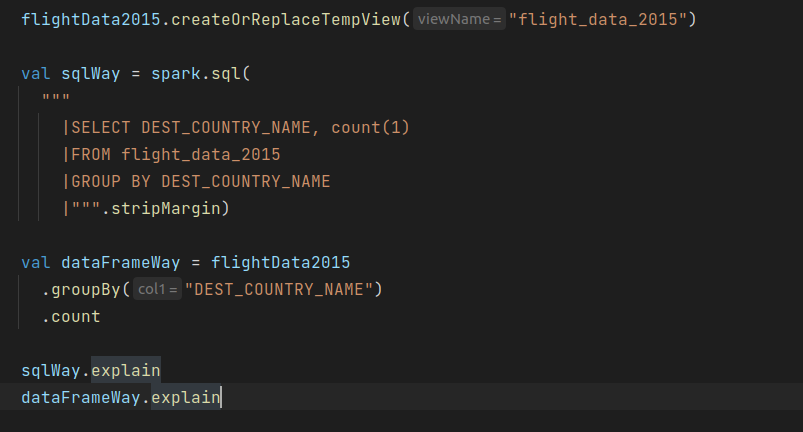 flightData2015.createOrReplaceTempView( viewName = "flight_data_2015")
val sqlWay = spark.sql(
"""
|SELECT DEST_COUNTRY_NAME, count(1)
|FROM flight_data_2015
|GROUP BY DEST_COUNTRY_NAME
|""".stripMargin)
val dataFrameWay = flightData2015
.groupBy( col1 = "DEST_COUNTRY_NAME")
.count
sqlWay.explain
dataFrameWay.explain